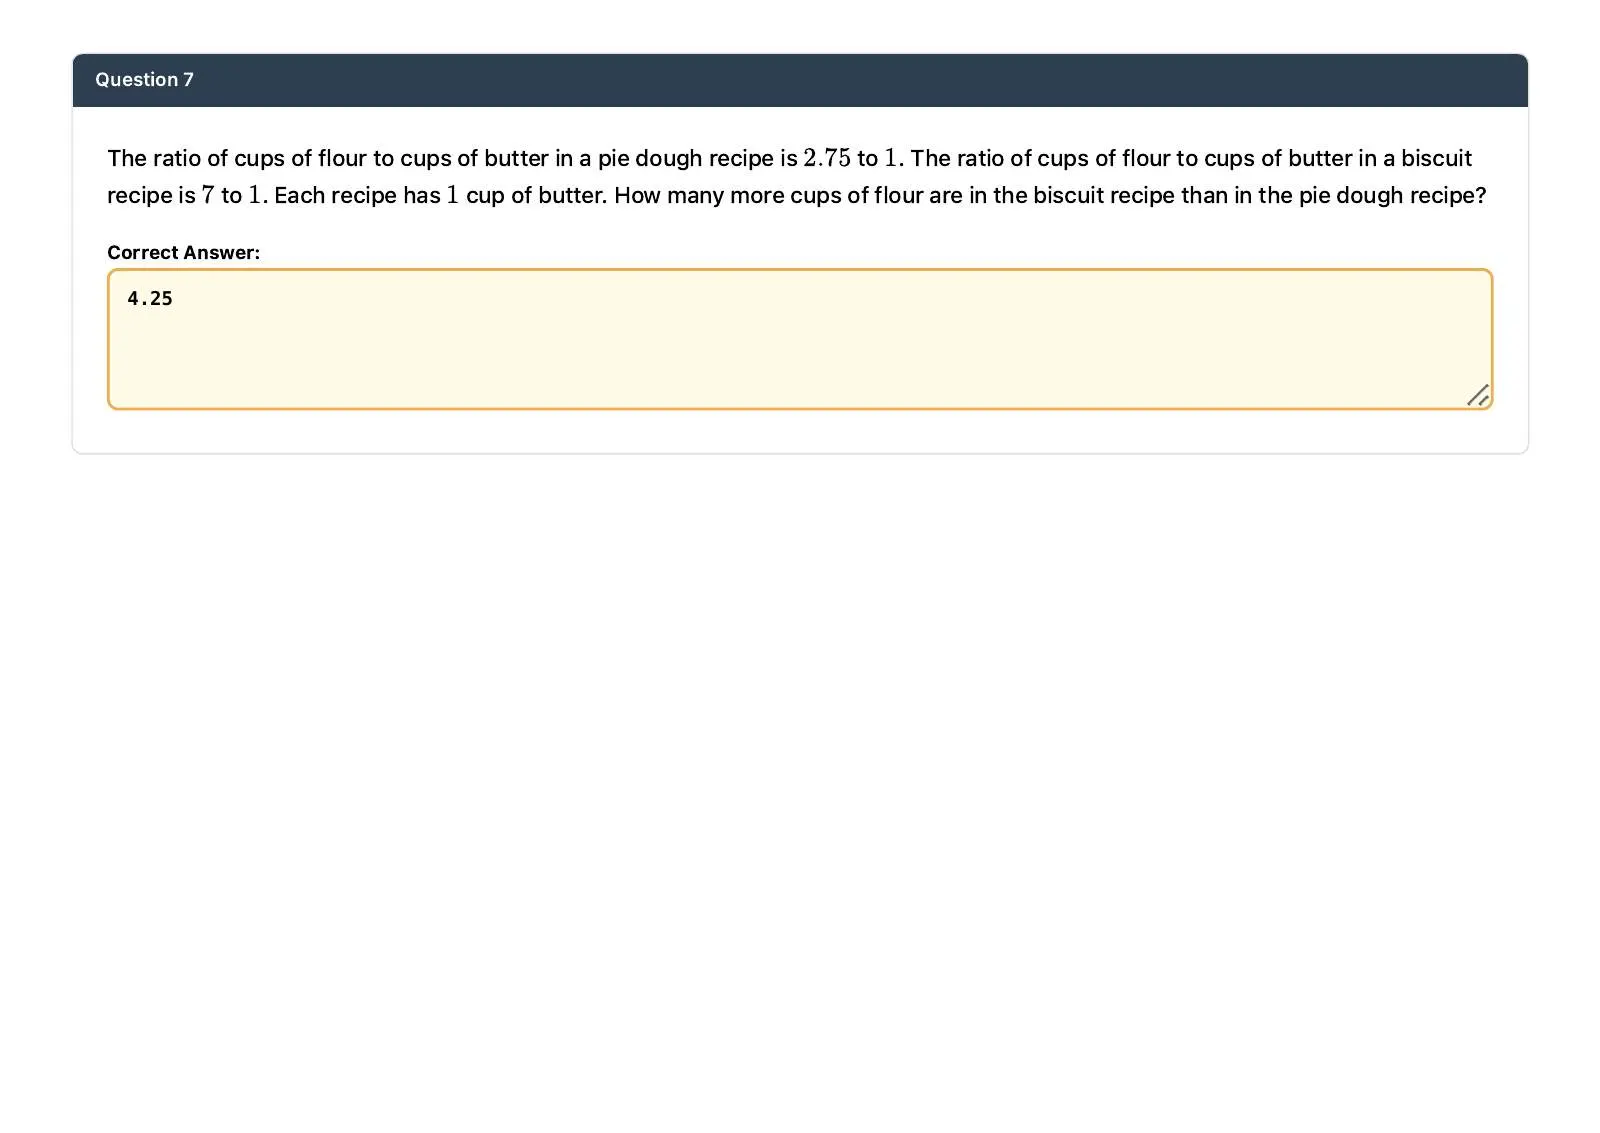 Question 7
The ratio of cups of flour to cups of butter in a pie dough recipe is 2.75 to 1. The ratio of cups of flour to cups of butter in a biscuit
recipe is 7 to 1. Each recipe has 1 cup of butter. How many more cups of flour are in the biscuit recipe than in the pie dough recipe?
Correct Answer:
4.25